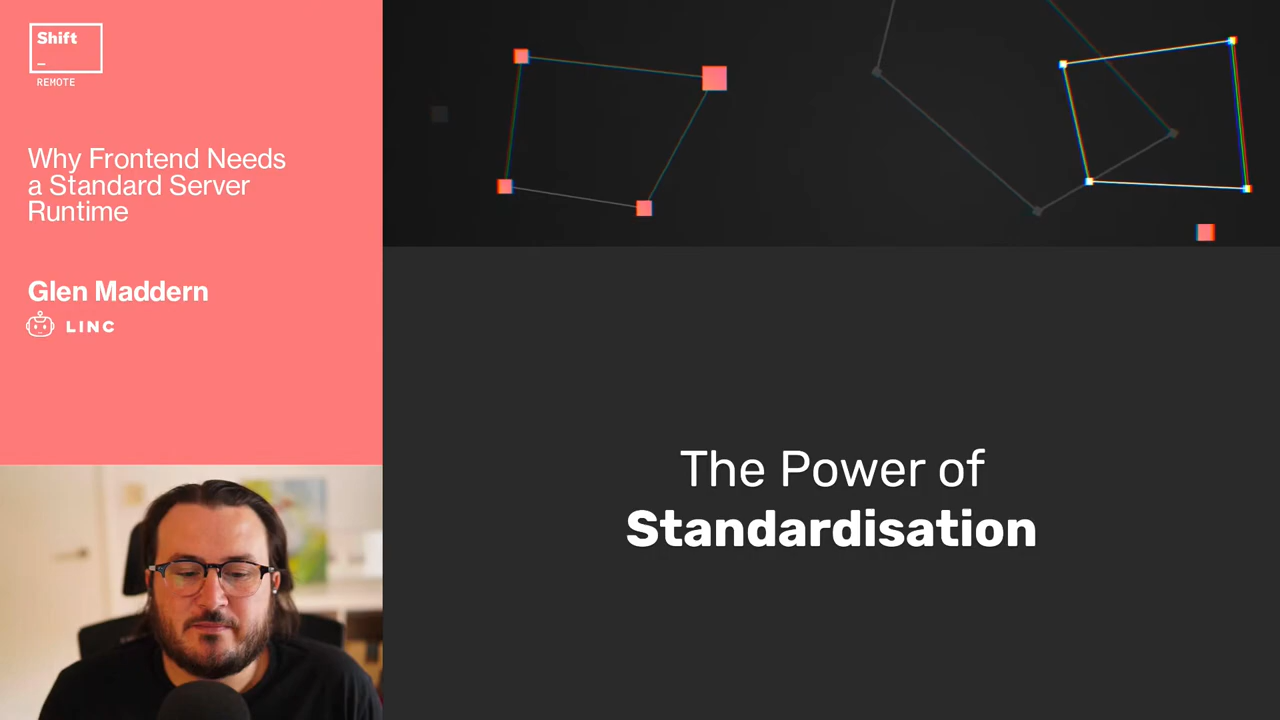 Shift
_
REMOTE
Why Frontend Needs
a Standard Server
Runtime
Glen Maddern
LINC
The Power of
Standardisation